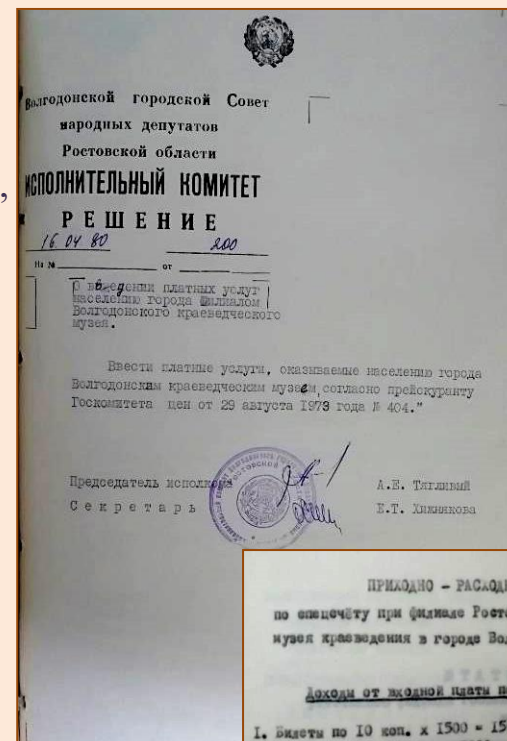 Волгодонской городской Совет
народных депутатов
Ростовской области
ИСПОЛНИТЕЛЬНЫЙ КОМИТЕТ
РЕШЕНИЕ
16.04.80 200
На № от
О введении платных услуг
населению города филиалом
Волгодонского краеведческого
музея.
Ввести платные услуги, оказываемые населению города
Волгодонским краеведческим музеем, согласно прейскуранту
Госкомитета цен от 29 августа 1973 года № 404."
Председатель исполкома А.Е. Тягливый
Секретарь Е.Т. Хижнякова
ПРИХОДНО - РАСХОД
по спецсчёту при филиале Рост
музея краеведения в городе Во
Доходы от входной платы п
1. Билеты по 10 коп. х 1500 = 15